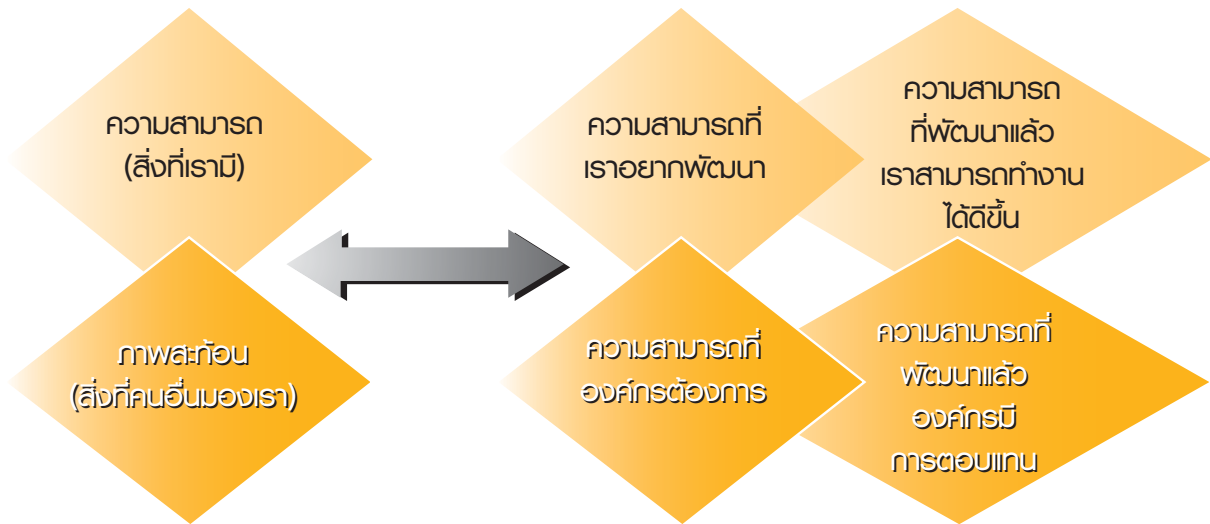 ความสามารถ
(สิ่งที่เรามี)
ความสามารถที่
เราอยากพัฒนา
ความสามารถ
ที่พัฒนาแล้ว
เราสามารถทำงาน
ได้ดีขึ้น
ภาพสะท้อน
(สิ่งที่คนอื่นมองเรา)
ความสามารถที่
องค์กรต้องการ
ความสามารถที่
พัฒนาแล้ว
องค์กรมี
การตอบแทน